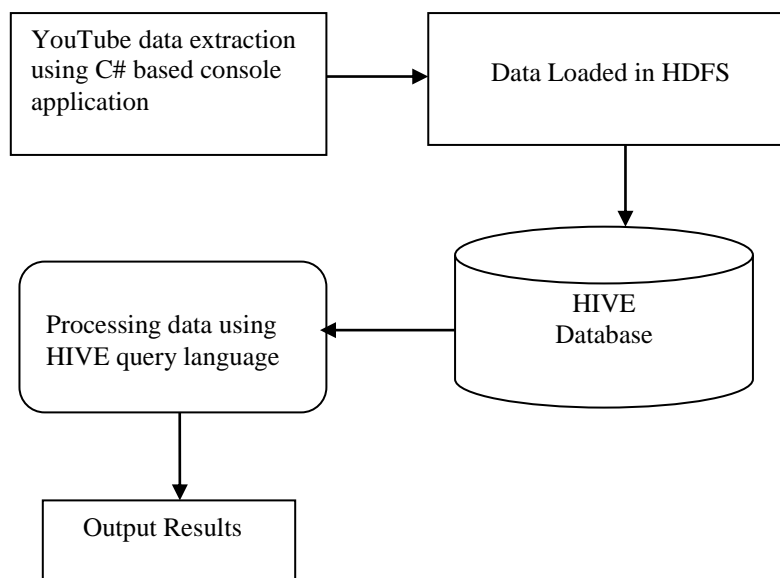 YouTube data extraction
using C# based console
application
Data Loaded in HDFS
HIVE
Database
Processing data using
HIVE query language
Output Results